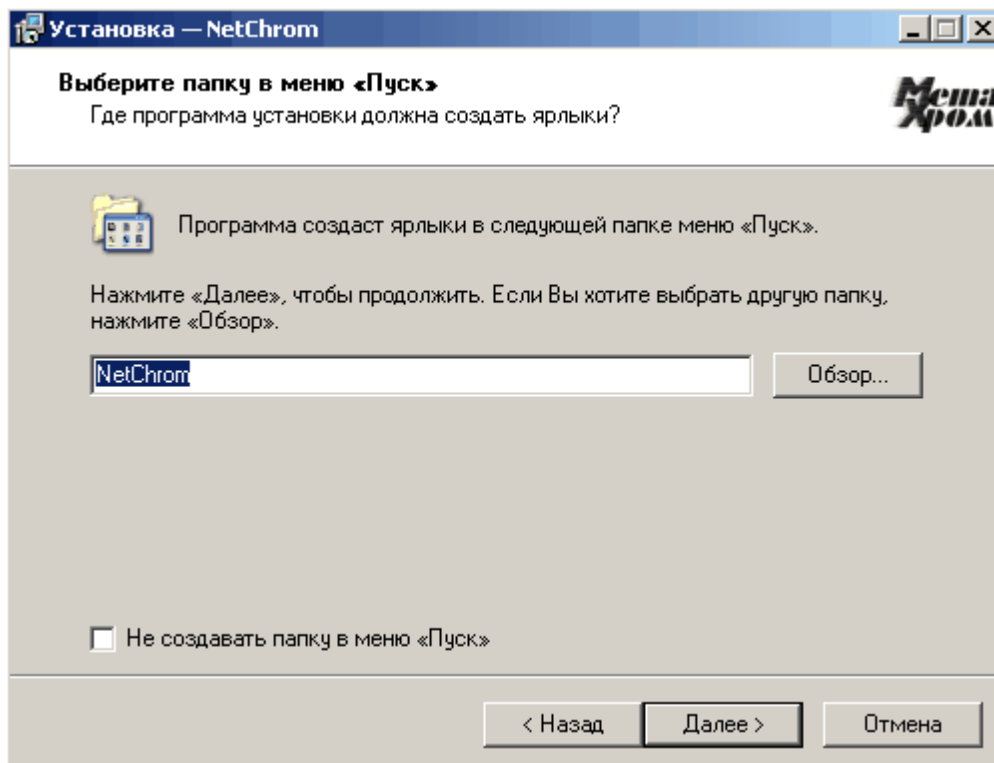 Установка — NetChrom
Выберите папку в меню «Пуск»
Где программа установки должна создать ярлыки?
Мета
Хром
Программа создаст ярлыки в следующей папке меню «Пуск».
Нажмите «Далее», чтобы продолжить. Если Вы хотите выбрать другую папку,
нажмите «Обзор».
NetChrom
Обзор...
Не создавать папку в меню «Пуск»
< Назад
Далее >
Отмена